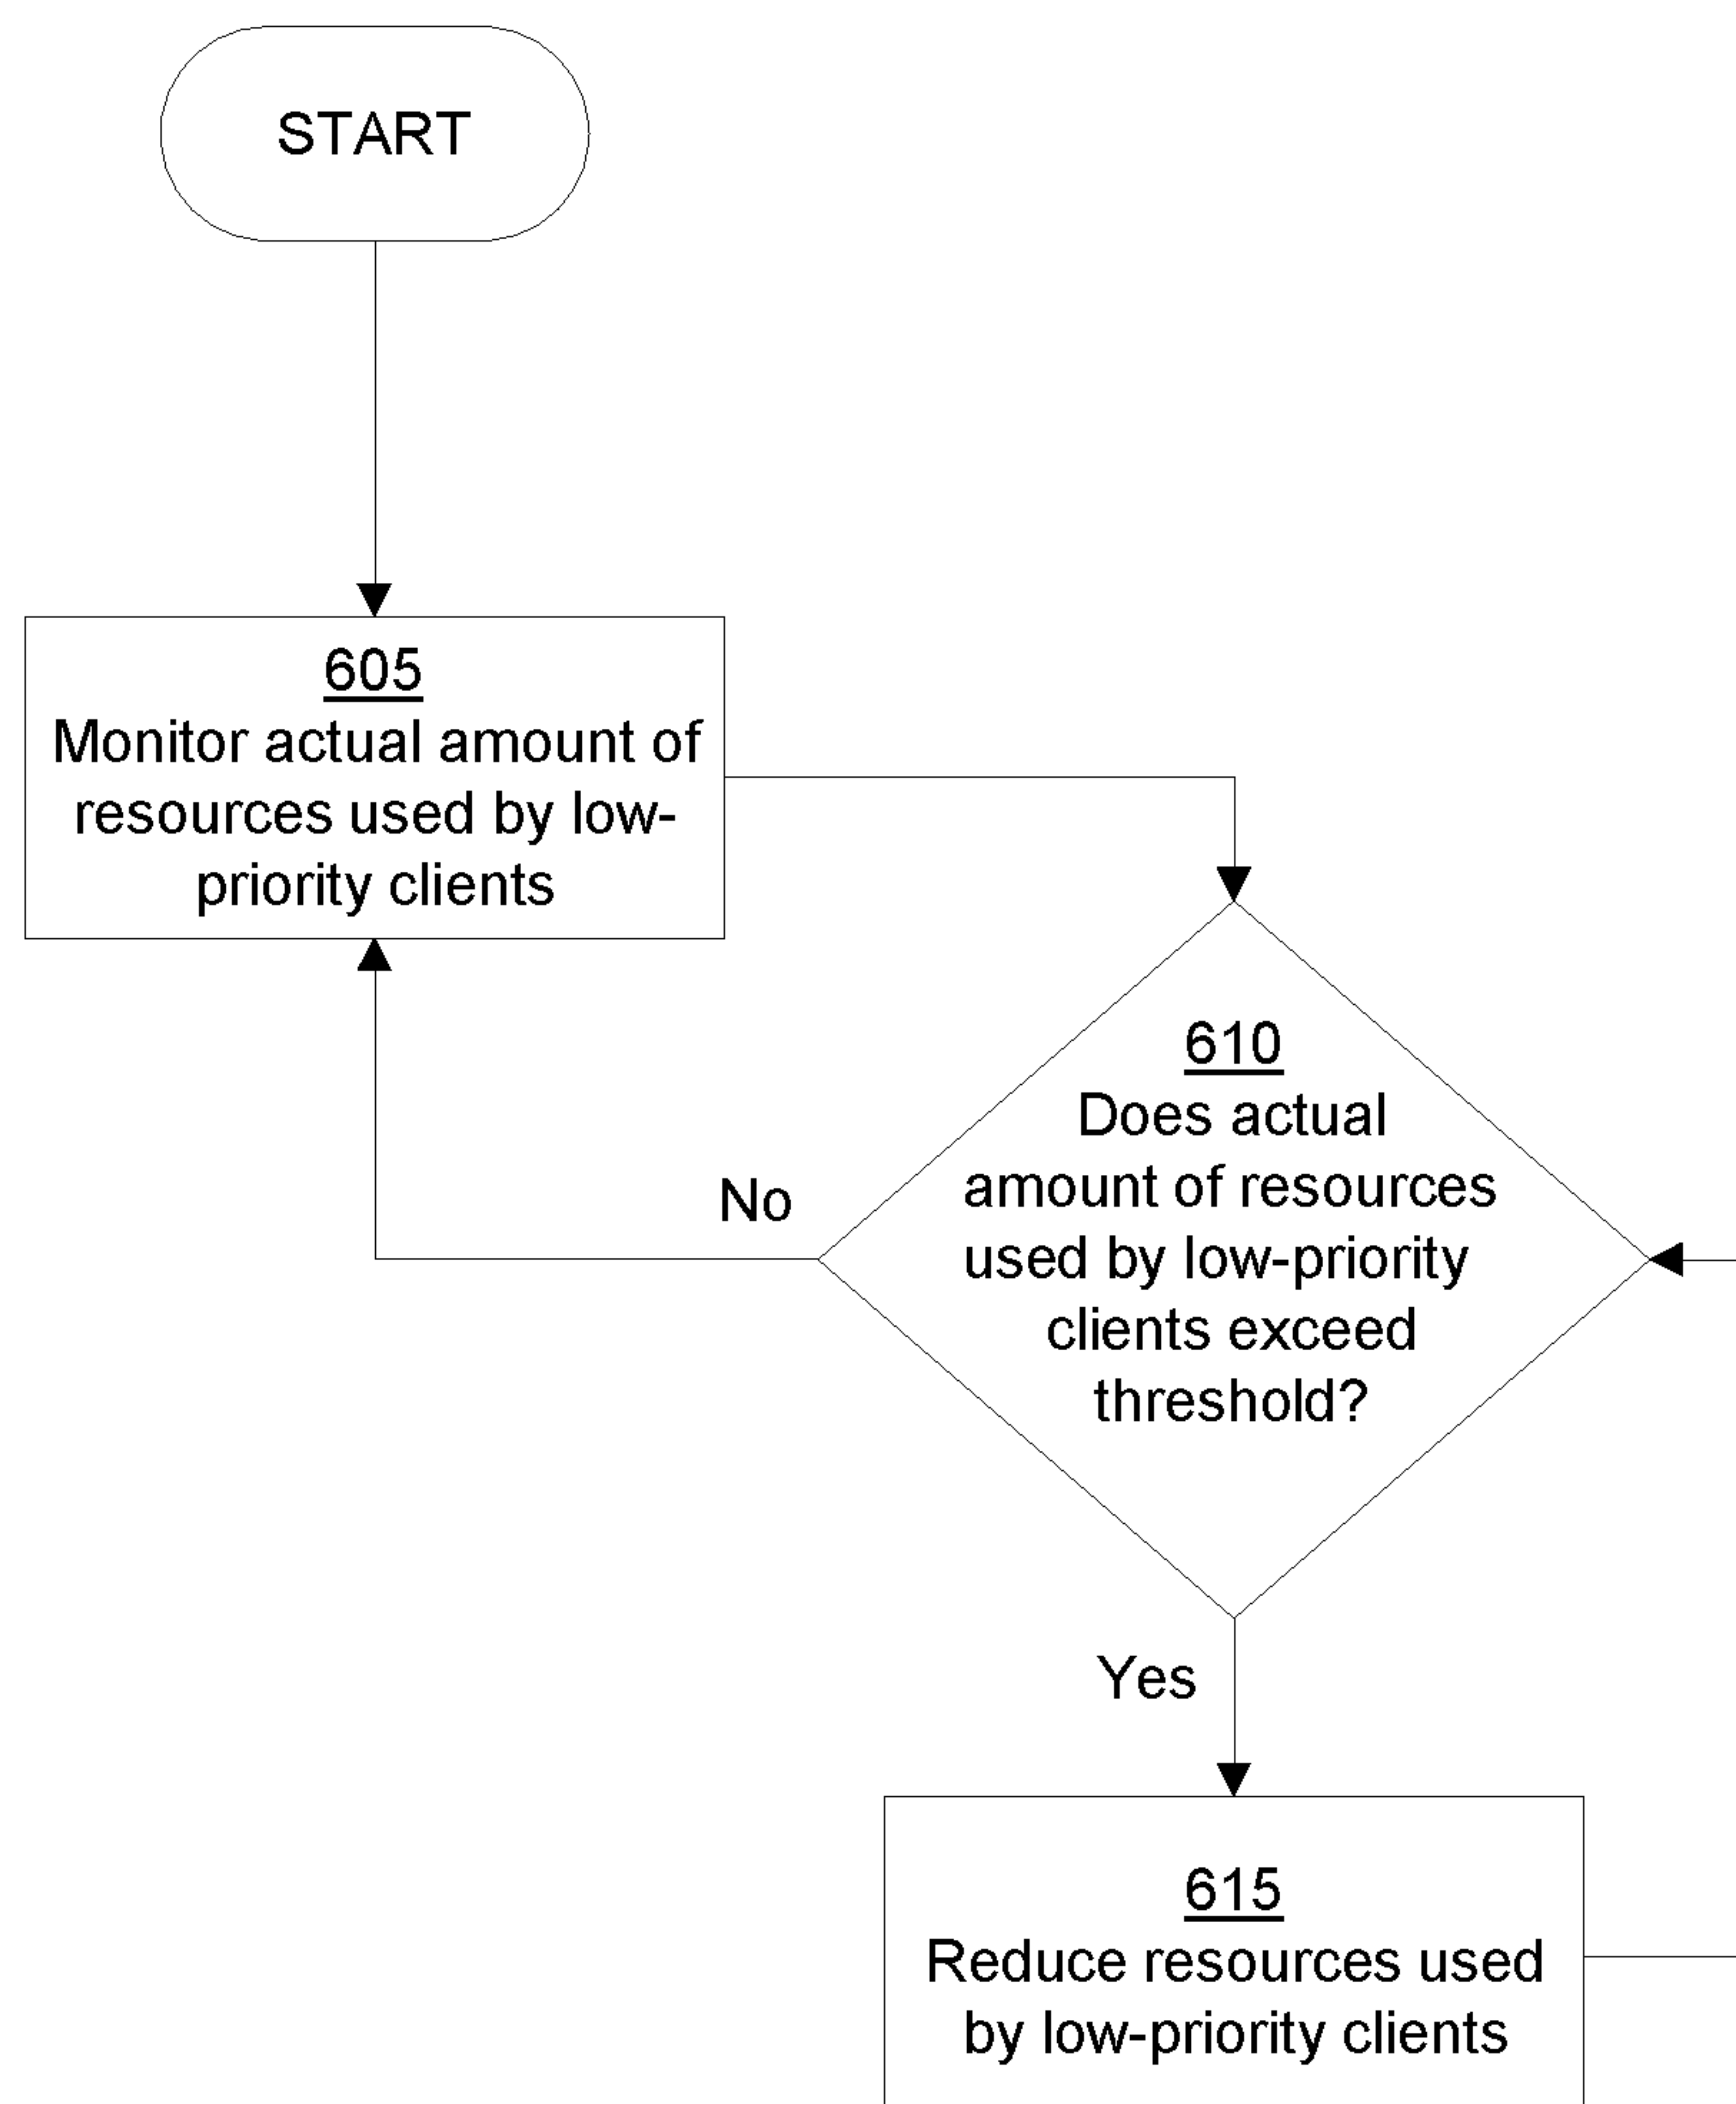 START
605
Monitor actual amount of
resources used by low-
priority clients
610
Does actual
amount of resources
used by low-priority
clients exceed
threshold?
No
Yes
615
Reduce resources used
by low-priority clients